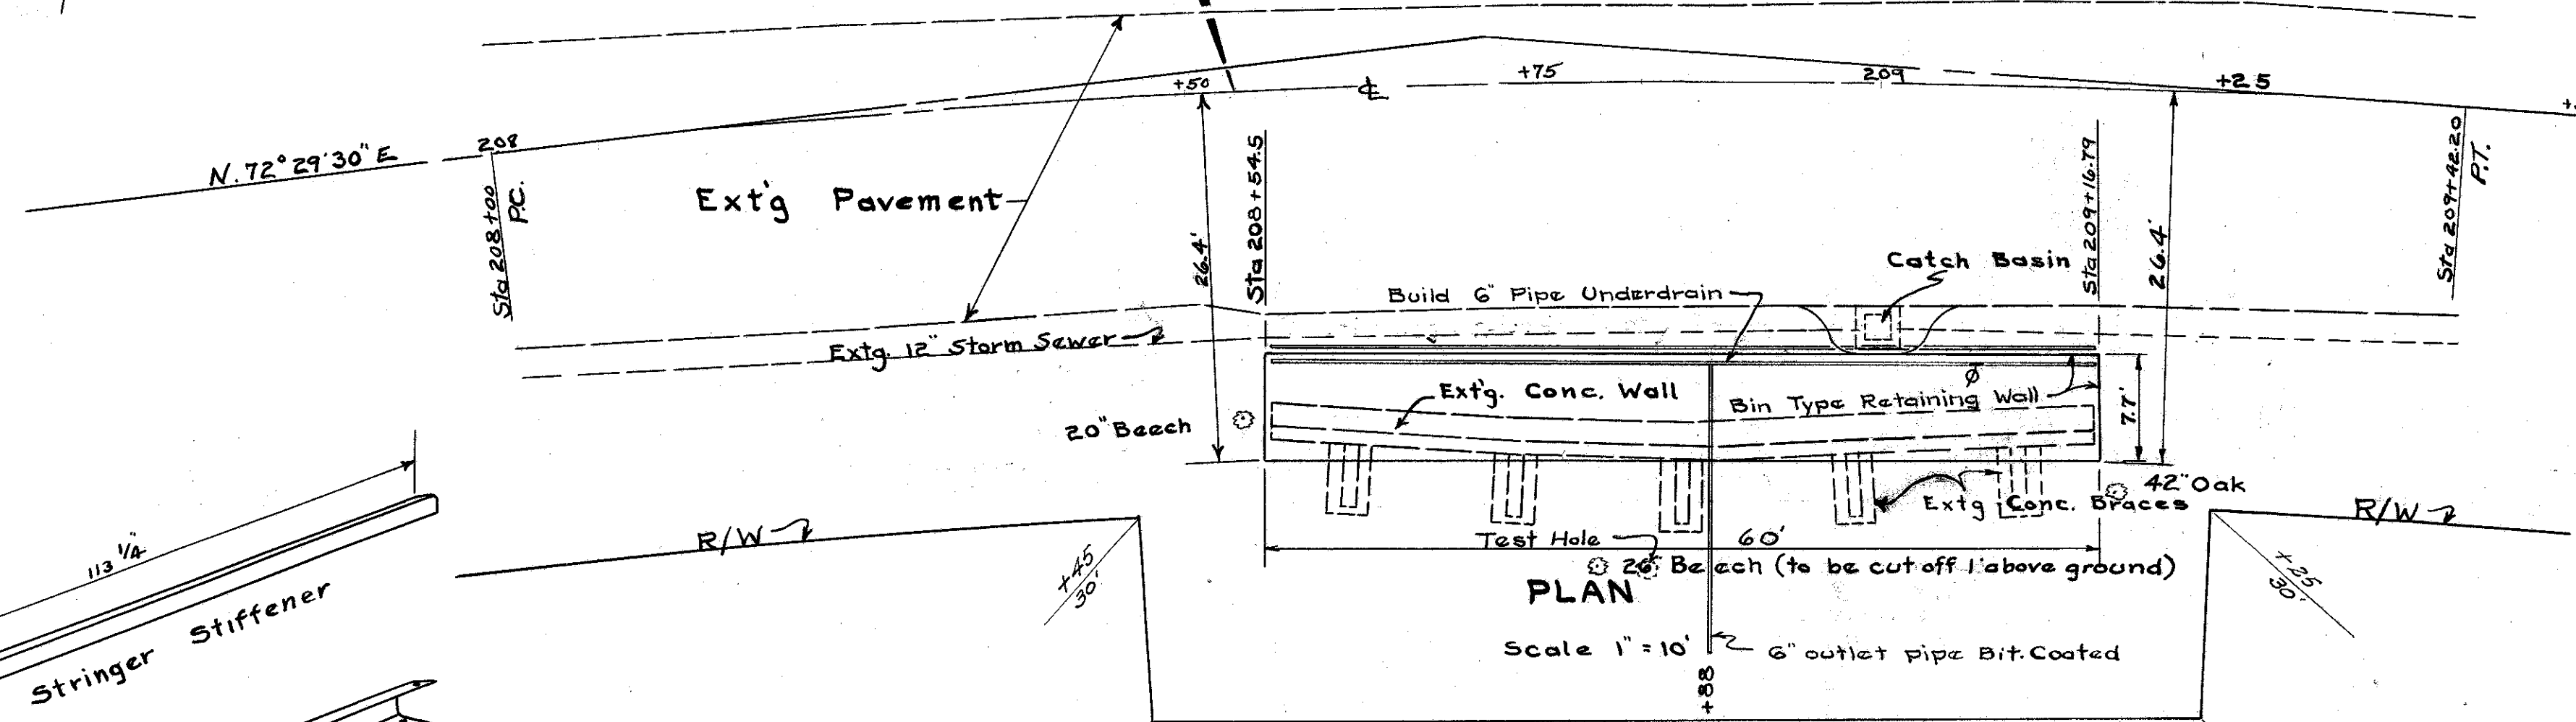 +50
℄
+75
209
+25
N. 72° 29' 30" E
208
Sta 208+00
P.C.
Ext'g Pavement
26.4'
Sta 208+54.5
Sta 209+16.79
26.4'
Sta 209+42.20
P.T.
Catch Basin
Build 6" Pipe Underdrain
Extg. 12" Storm Sewer
Ext'g. Conc. Wall
Bin Type Retaining Wall
7.7'
20" Beech
42" Oak
Extg Conc. Braces
R/W
R/W
Test Hole
60'
26" Beech (to be cut off 1' above ground)
PLAN
Scale 1" = 10'
6" outlet pipe Bit. Coated
+88
+45
30'
+25
30'
113 1/4"
Stringer Stiffener